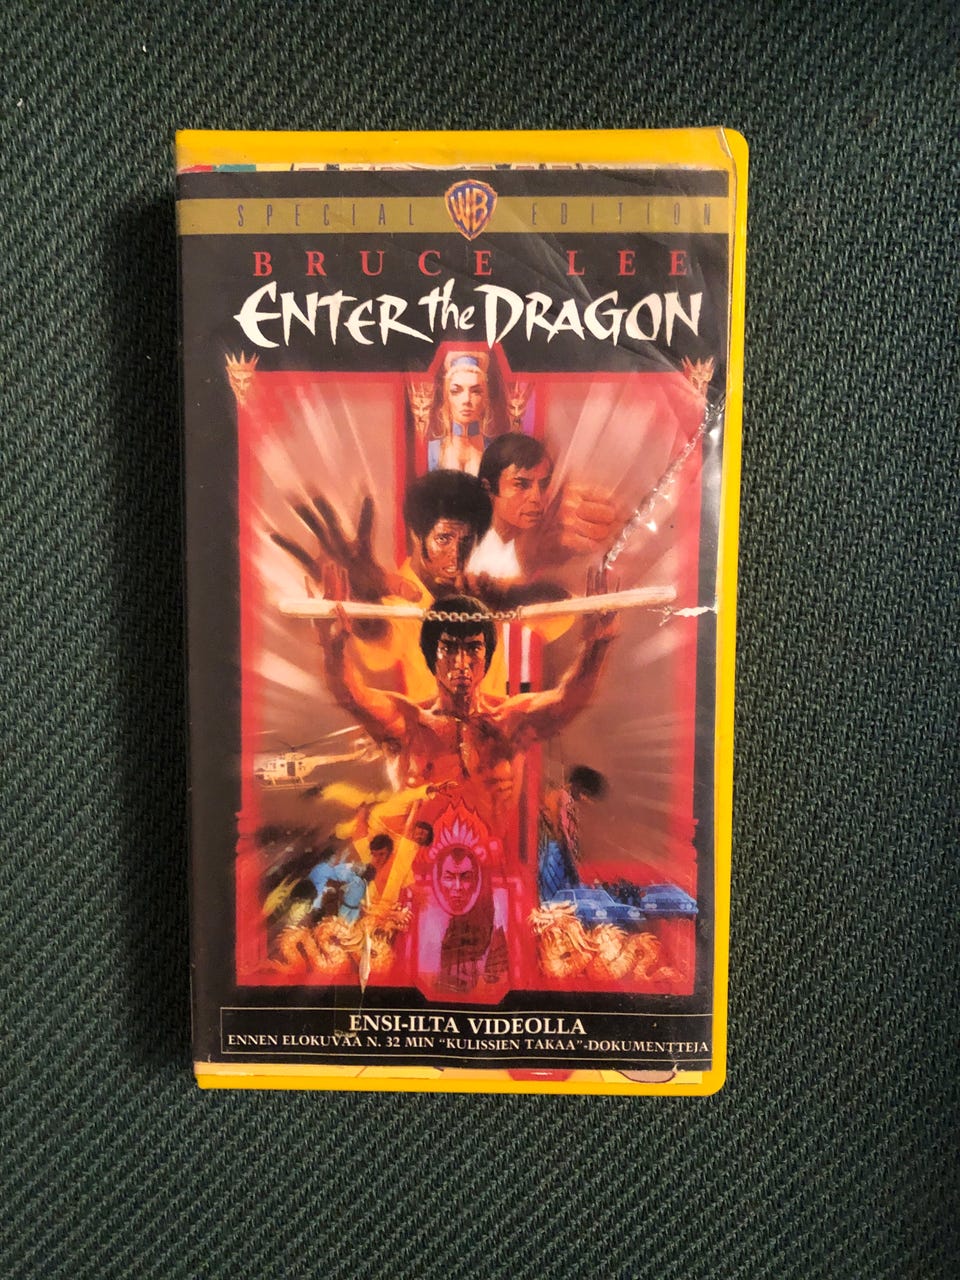 SPECIAL WB EDITION
BRUCE LEE
ENTER the DRAGON
ENSI-ILTA VIDEOLLA
ENNEN ELOKUVAA N. 32 MIN "KULISSIEN TAKAA"-DOKUMENTTEJA